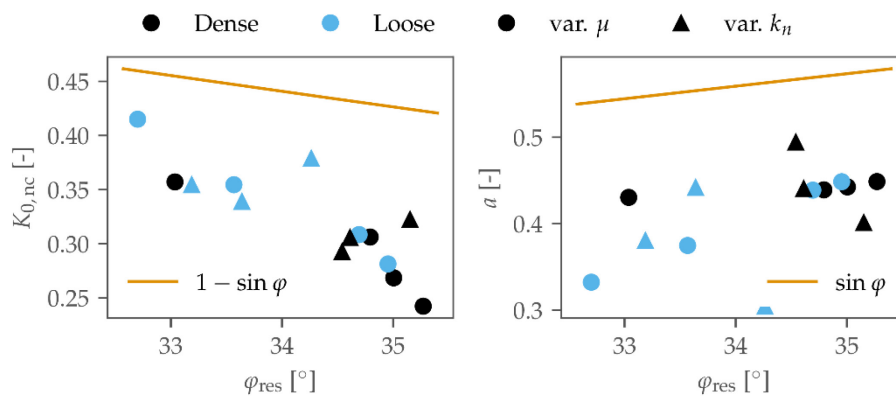 Dense Loose var. μ var. kₙ
K₀,nc [-]
0.45
0.40
0.35
0.30
0.25
1 − sin φ
33 34 35
φres [°]
a [-]
0.5
0.4
0.3
sin φ
33 34 35
φres [°]